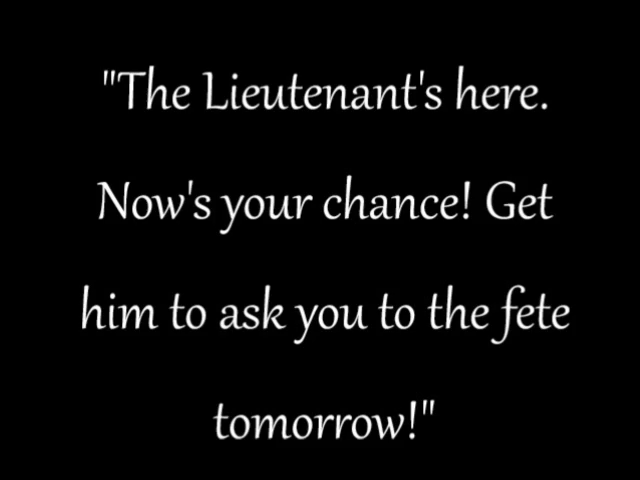 "The Lieutenant's here.
Now's your chance! Get
him to ask you to the fete
tomorrow!"